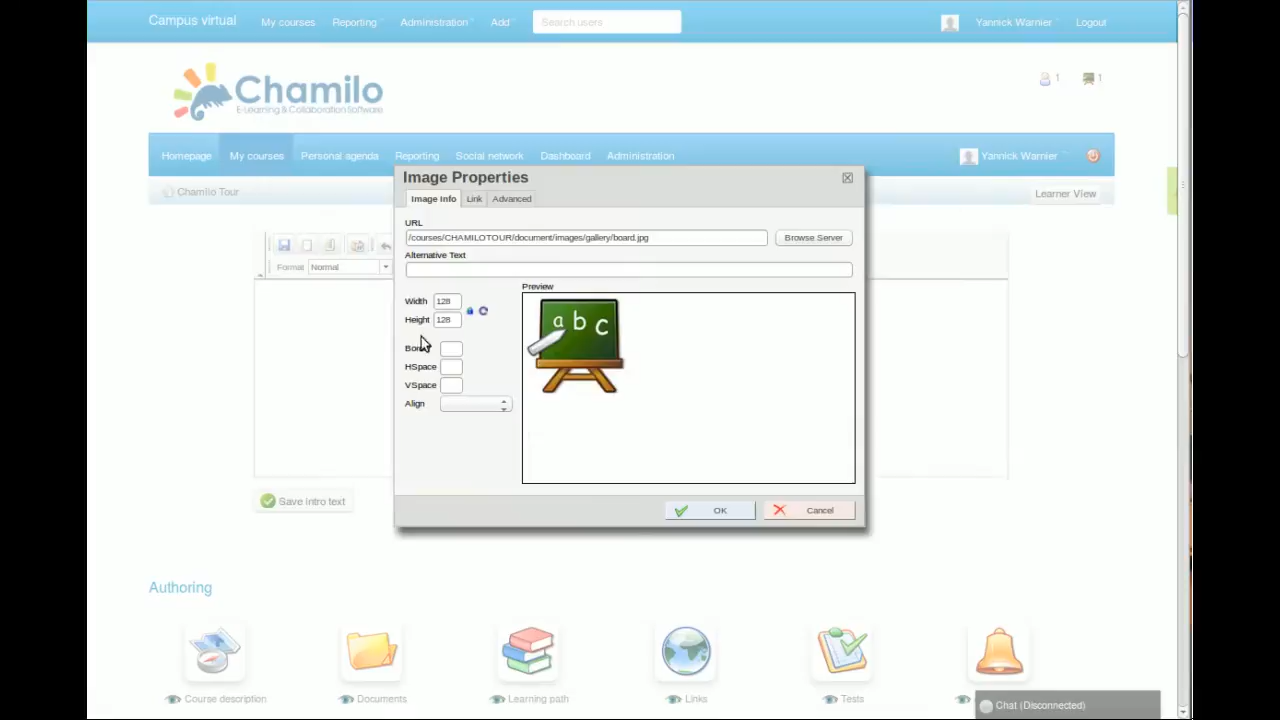 Campus virtual My courses Reporting Administration Add Search users Yannick Warnier Logout
Chamilo
E-Learning & Collaboration Software
1 1
Homepage My courses Personal agenda Reporting Social network Dashboard Administration Yannick Warnier
Chamilo Tour Learner View
Image Properties
Image Info Link Advanced
URL
/courses/CHAMILOTOUR/document/images/gallery/board.jpg Browse Server
Alternative Text
Preview
Width 128
Height 128
a b c
HSpace
VSpace
Align
Format Normal
Save intro text
OK Cancel
Authoring
Course description Documents Learning path Links Tests
Chat (Disconnected)